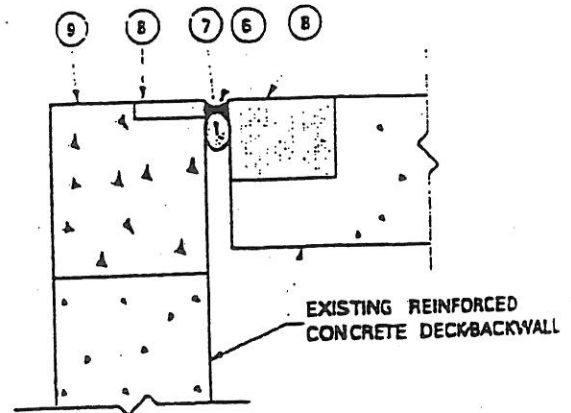 9 8 7 6 8
1
EXISTING REINFORCED
CONCRETE DECK/BACKWALL